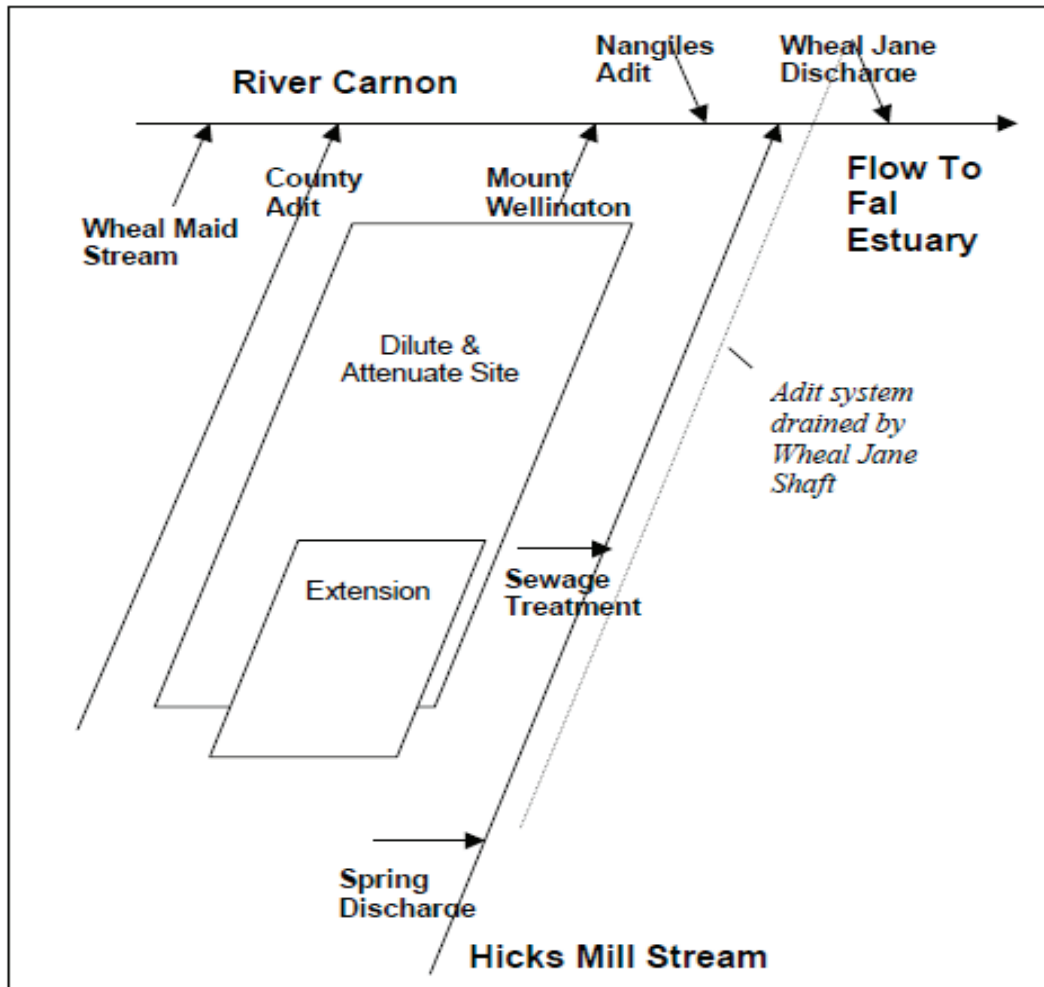 Nangiles
Adit
Wheal Jane
Discharge
River Carnon
County
Adit
Mount
Wellington
Flow To
Fal
Estuary
Wheal Maid
Stream
Dilute &
Attenuate Site
Adit system
drained by
Wheal Jane
Shaft
Extension
Sewage
Treatment
Spring
Discharge
Hicks Mill Stream